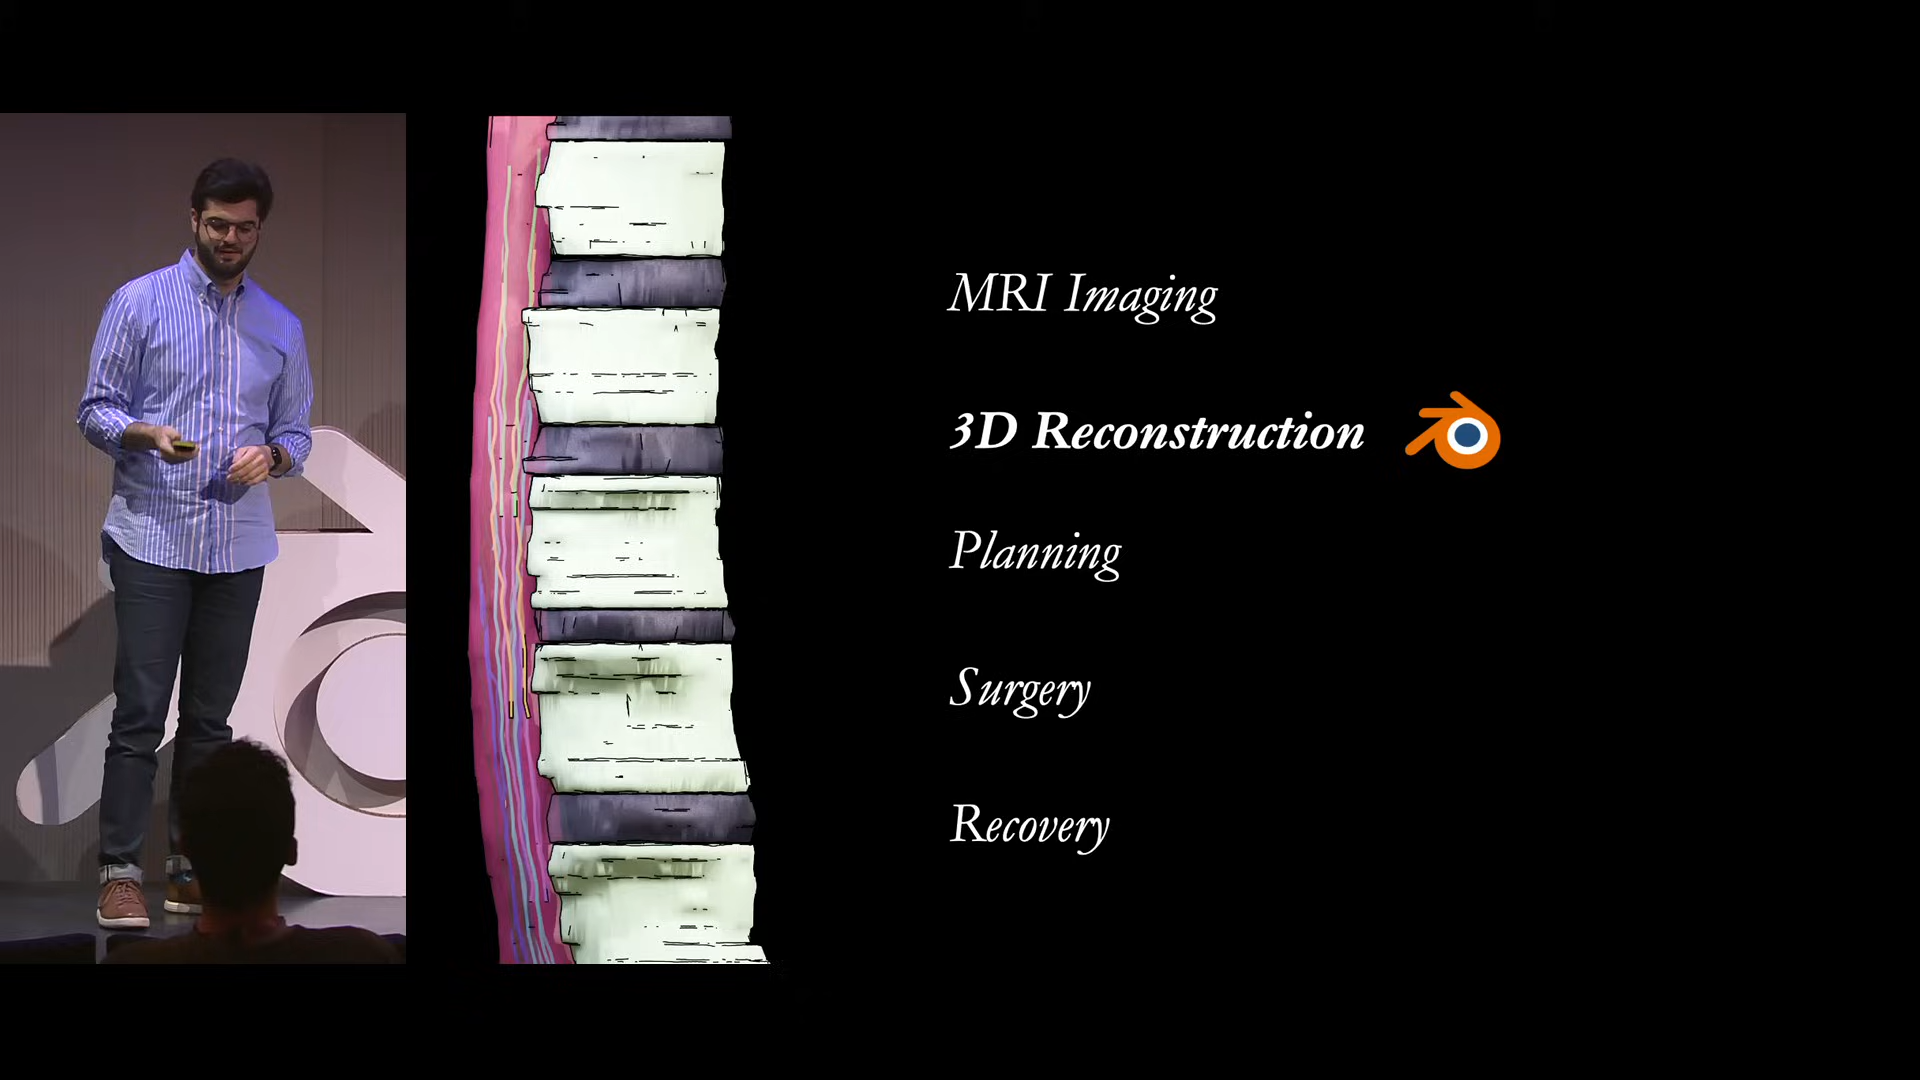 MRI Imaging
3D Reconstruction
Planning
Surgery
Recovery